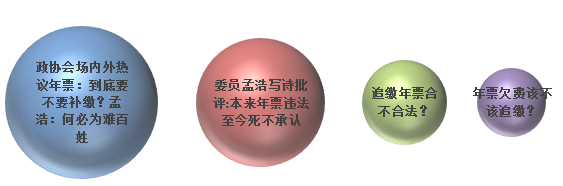 政协会场内外热
议年票：到底要
不要补缴？孟
浩：何必为难百
姓
委员孟浩写诗批
评:本来年票违法
至今死不承认
追缴年票合
不合法？
年票欠费该不
该追缴？